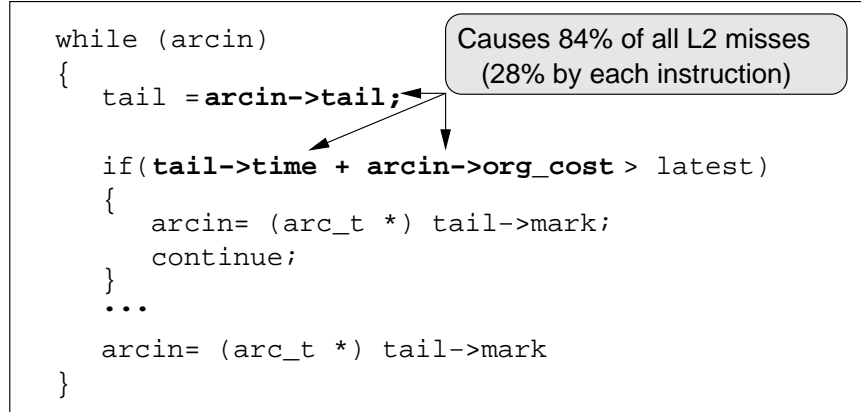 while (arcin)
{
Causes 84% of all L2 misses
(28% by each instruction)
tail =arcin->tail;
if(tail->time + arcin->org_cost > latest)
{
arcin= (arc_t *) tail->mark;
continue;
}
...
arcin= (arc_t *) tail->mark
}